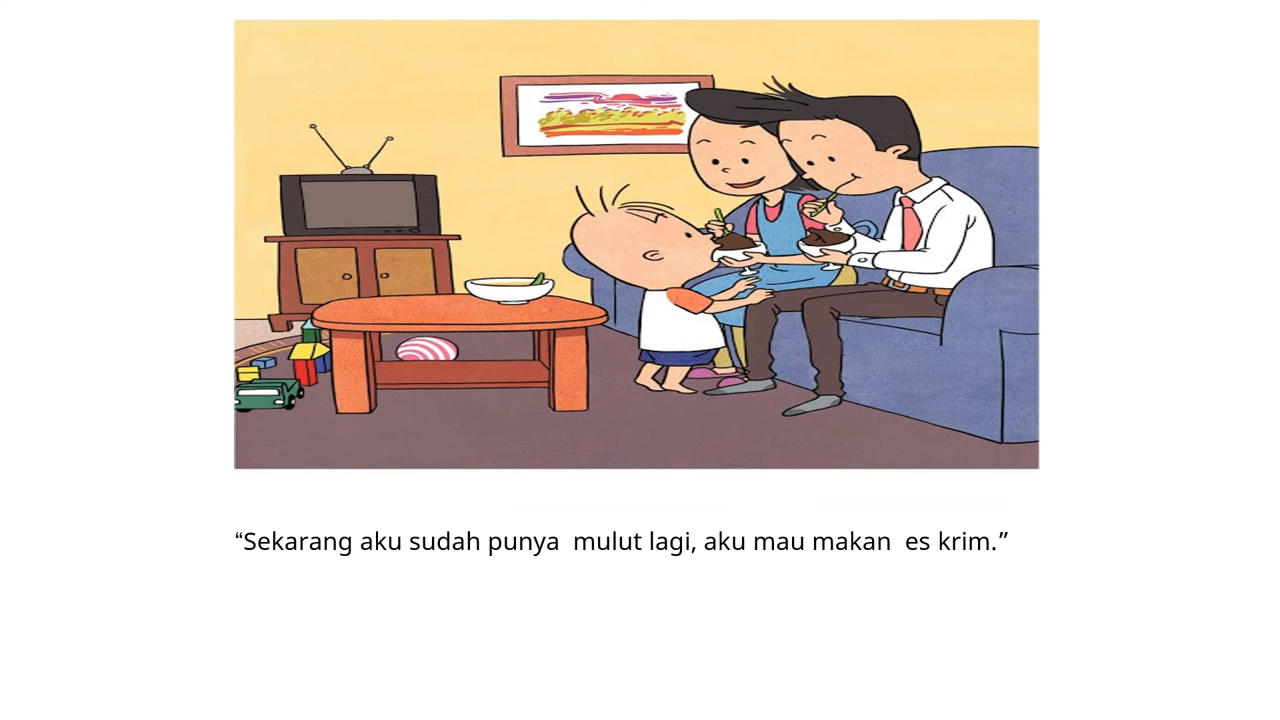 “Sekarang aku sudah punya  mulut lagi, aku mau makan  es krim.”